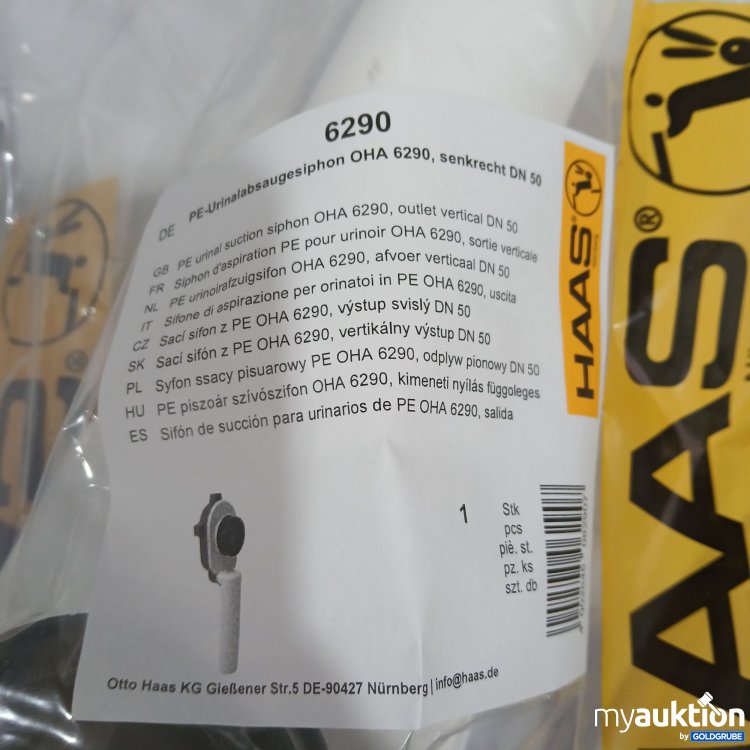 6290
DE PE-Urinalabsaugesiphon OHA 6290, senkrecht DN 50
GB PE urinal suction siphon OHA 6290, outlet vertical DN 50
FR Siphon d'aspiration PE pour urinoir OHA 6290, sortie verticale
NL PE urinoirafzuigsifon OHA 6290, afvoer verticaal DN 50
IT Sifone di aspirazione per orinatoi in PE OHA 6290, uscita
CZ Sací sifon z PE OHA 6290, výstup svislý DN 50
SK Sací sifón z PE OHA 6290, vertikálny výstup DN 50
PL Syfon ssacy pisuarowy PE OHA 6290, odpływ pionowy DN 50
HU PE piszoár szívószifon OHA 6290, kimeneti nyílás függoleges
ES Sifón de succión para urinarios de PE OHA 6290, salida
HAAS®
1 Stk
pcs
piè. st.
pz. ks
szt. db
Otto Haas KG Gießener Str.5 DE-90427 Nürnberg | info@haas.de
HAAS®
myauktion
by GOLDGRUBE